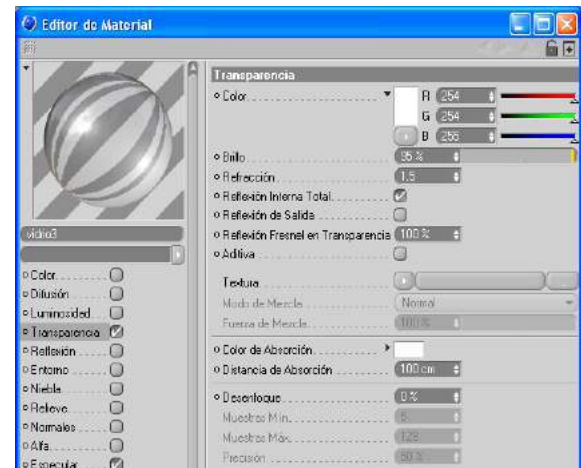 Editor de Material
Transparencia
Color R 254
G 254
B 255
Brillo 95 %
Refracción 1.5
Reflexión Interna Total
Reflexión de Salida
Reflexión Fresnel en Transparencia 100 %
Aditiva
Textura ...
Modo de Mezcla Normal
Fuerza de Mezcla 100 %
Color de Absorción
Distancia de Absorción 100 cm
Desenfoque 0 %
Muestras Mín. 5
Muestras Máx. 128
Precisión 50 %
vidrio3
Color
Difusión
Luminosidad
Transparencia
Reflexión
Entorno
Niebla
Relieve
Normales
Alfa
Especular